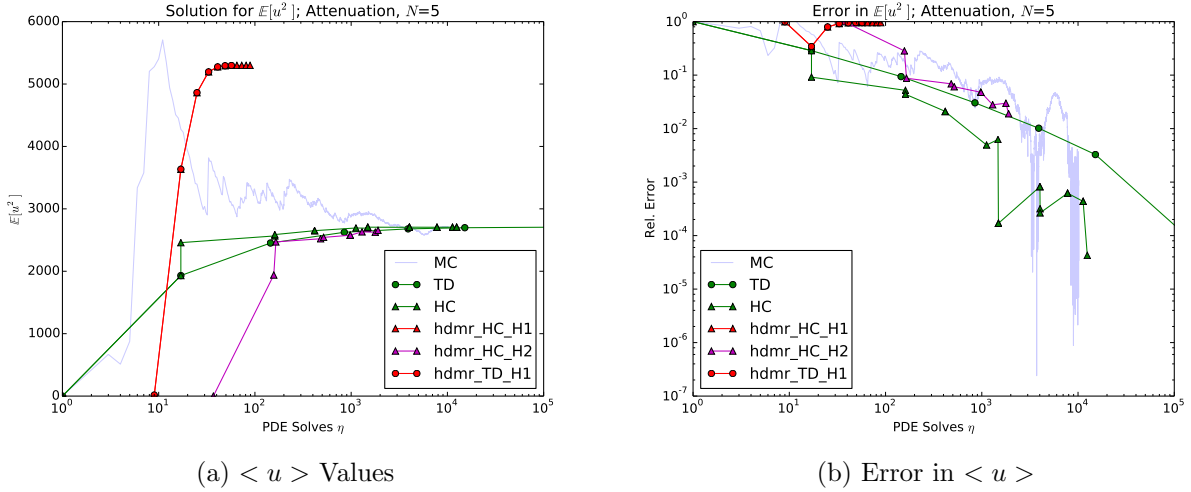 Solution for 𝔼[u²]; Attenuation, N=5
6000
5000
4000
3000
2000
1000
0
𝔼[u²]
10⁰ 10¹ 10² 10³ 10⁴ 10⁵
PDE Solves η
MC
TD
HC
hdmr_HC_H1
hdmr_HC_H2
hdmr_TD_H1
(a) < u > Values
Error in 𝔼[u²]; Attenuation, N=5
10⁰
10⁻¹
10⁻²
10⁻³
10⁻⁴
10⁻⁵
10⁻⁶
10⁻⁷
Rel. Error
10⁰ 10¹ 10² 10³ 10⁴ 10⁵
PDE Solves η
MC
TD
HC
hdmr_HC_H1
hdmr_HC_H2
hdmr_TD_H1
(b) Error in < u >